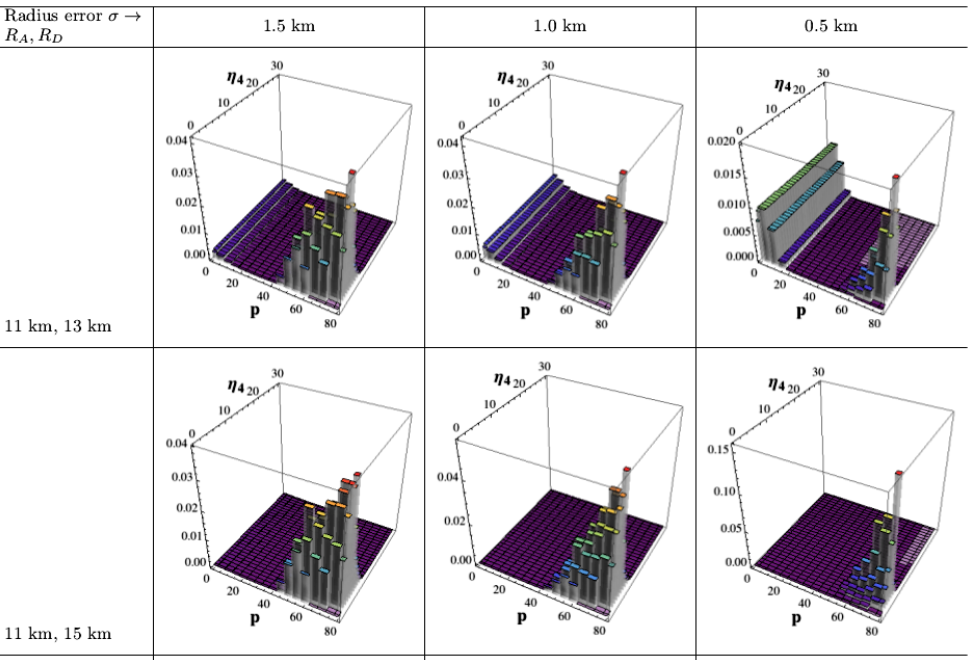 Radius error σ →
R_A, R_D
1.5 km
1.0 km
0.5 km
11 km, 13 km
η4
0 10 20 30
0.04
0.03
0.02
0.01
0.00
0 20 40 60 80
p
η4
0 10 20 30
0.04
0.03
0.02
0.01
0.00
0 20 40 60 80
p
η4
0 10 20 30
0.020
0.015
0.010
0.005
0.000
0 20 40 60 80
p
11 km, 15 km
η4
0 10 20 30
0.04
0.03
0.02
0.01
0.00
0 20 40 60 80
p
η4
0 10 20 30
0.04
0.02
0.00
0 20 40 60 80
p
η4
0 10 20 30
0.15
0.10
0.05
0.00
0 20 40 60 80
p